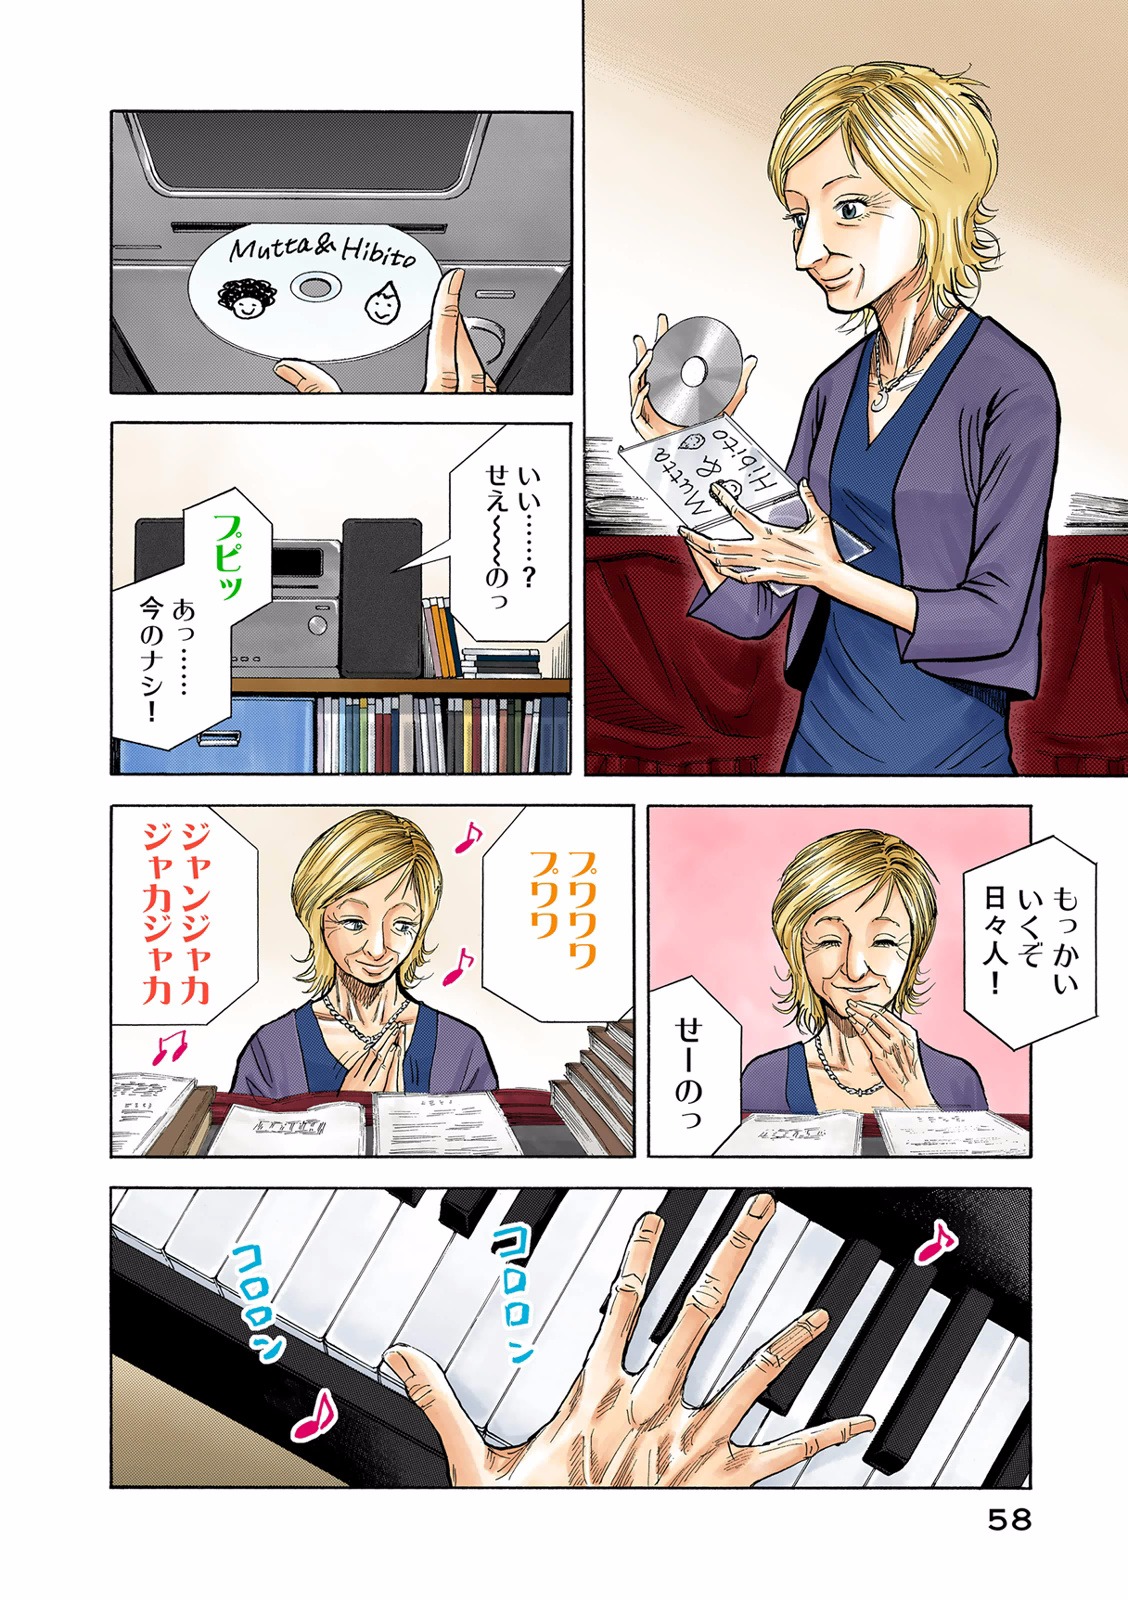 Mutta
&
Hibito
Mutta & Hibito
いい……?
せえ～～～のっ
プピッ
あっ……
今のナシ!
もっかい
いくぞ
日々人!
せーのっ
プワワワ
プワワ
ジャンジャカ
ジャカジャカ
コロロン
コロロン
58